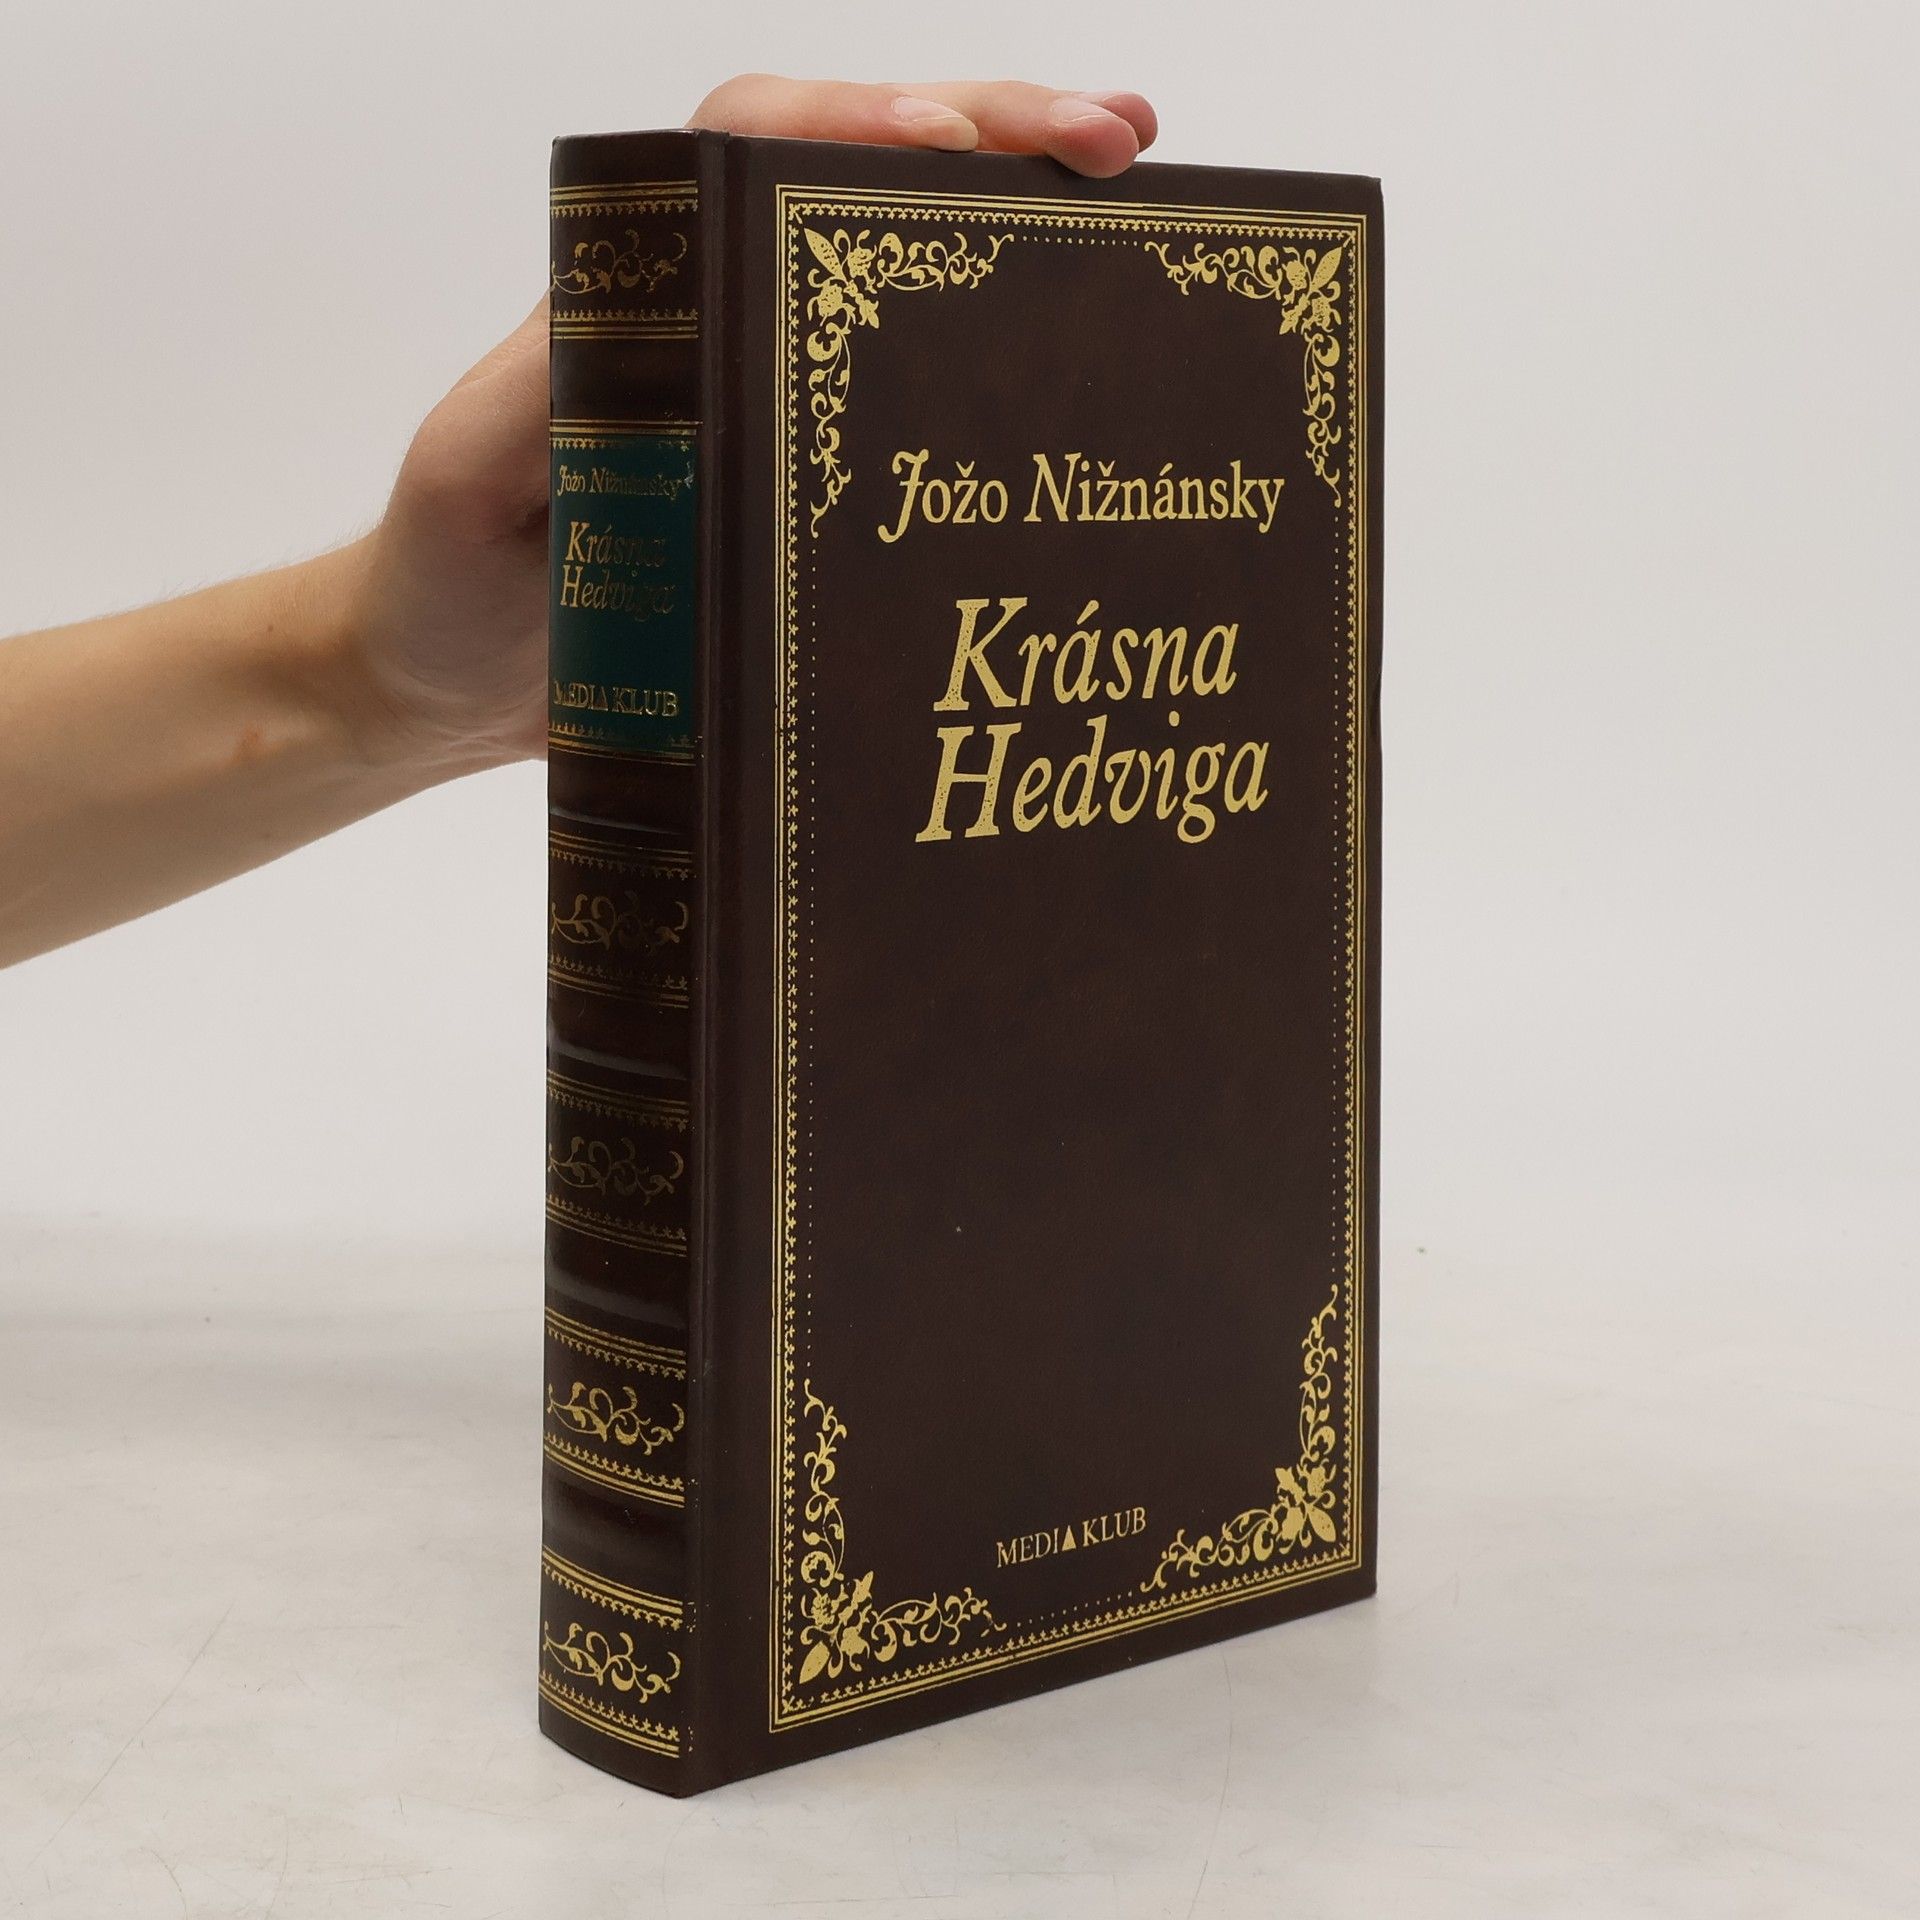 Jožo Nižnánsky
Krásna
Hedviga
MEDIA KLUB
Jožo Nižnánsky
Krásna
Hedviga
MEDIA KLUB